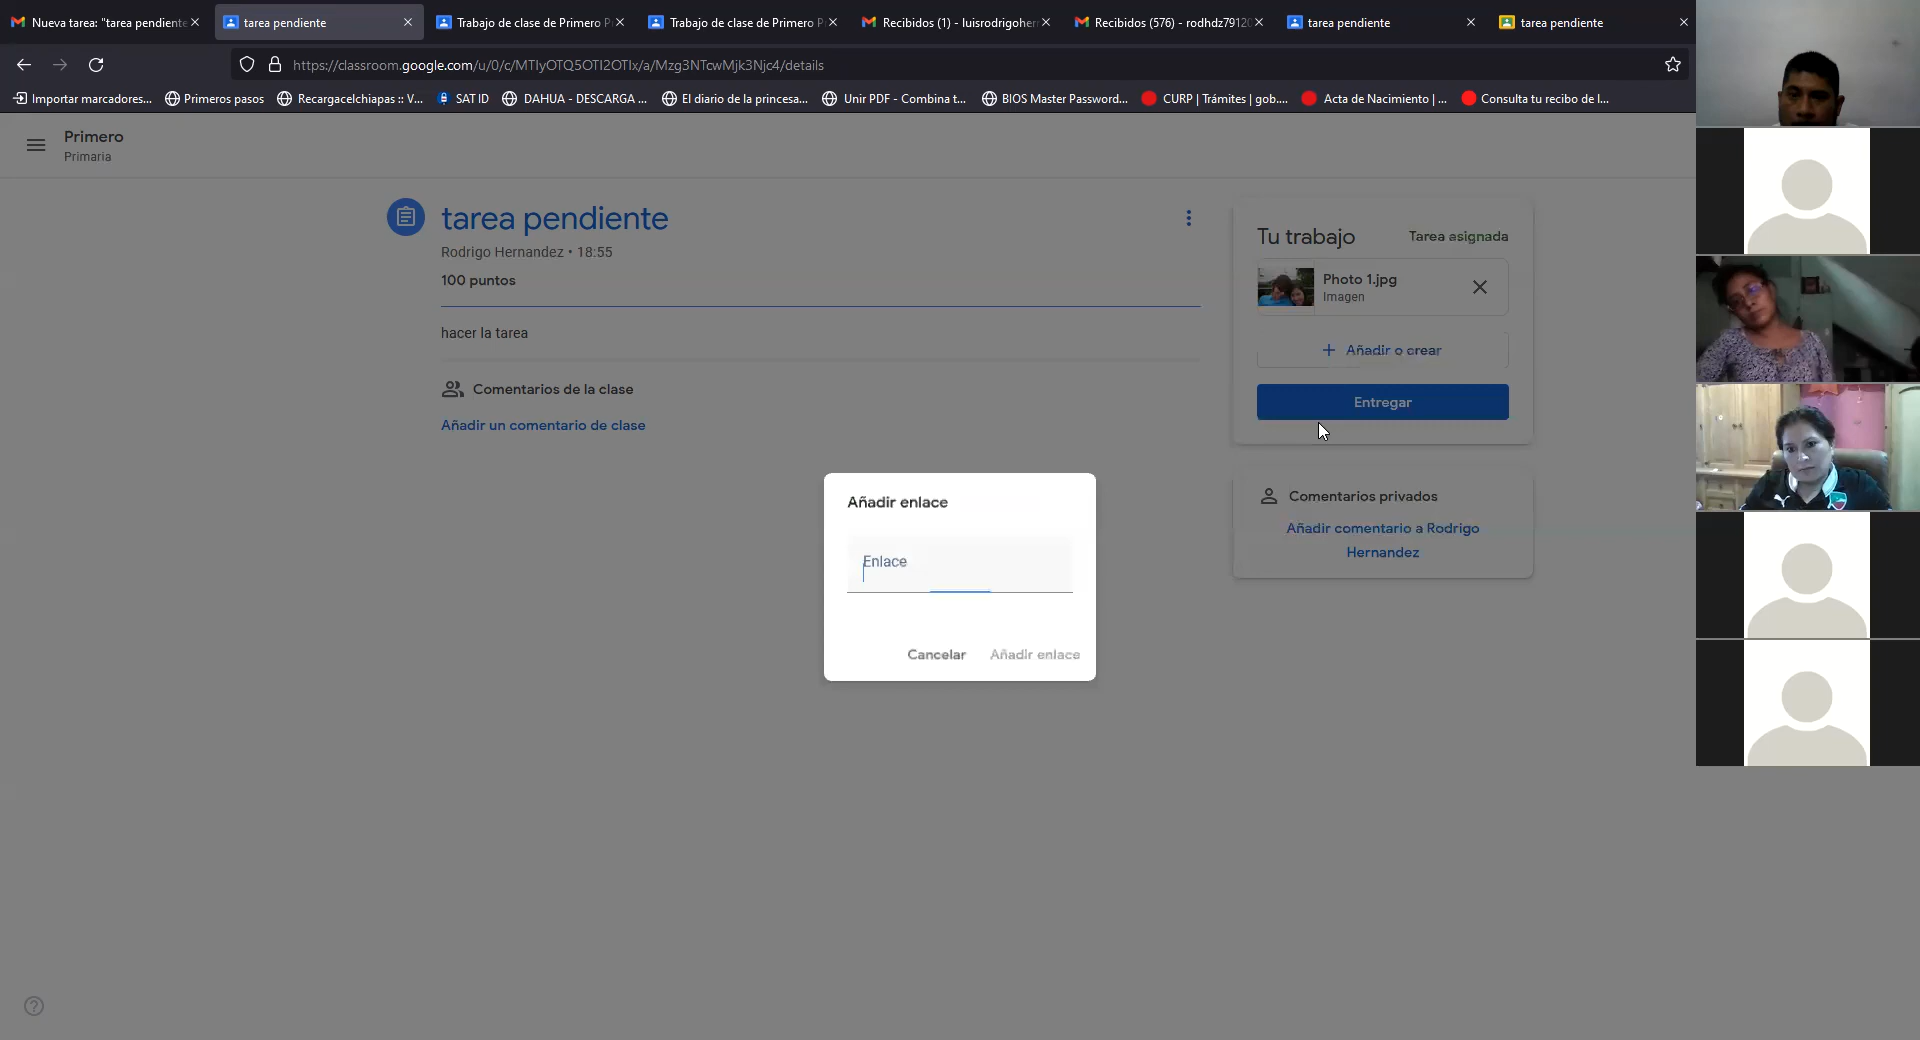 Nueva tarea: "tarea pendiente
tarea pendiente
Trabajo de clase de Primero P
Trabajo de clase de Primero P
Recibidos (1) - luisrodrigoher
Recibidos (576) - rodhdz7912
tarea pendiente
tarea pendiente
https://classroom.google.com/u/0/c/MTIyOTQ5OTI2OTIx/a/Mzg3NTcwMjk3Njc4/details
Importar marcadores...
Primeros pasos
Recargacelchiapas :: V...
SAT ID
DAHUA - DESCARGA ...
El diario de la princesa...
Unir PDF - Combina t...
BIOS Master Password...
CURP | Trámites | gob....
Acta de Nacimiento | ...
Consulta tu recibo de l...
Primero
Primaria
tarea pendiente
Rodrigo Hernandez • 18:55
100 puntos
hacer la tarea
Comentarios de la clase
Añadir un comentario de clase
Tu trabajo
Tarea asignada
Photo 1.jpg
Imagen
+ Añadir o crear
Entregar
Comentarios privados
Añadir comentario a Rodrigo
Hernandez
Añadir enlace
Enlace
Cancelar
Añadir enlace